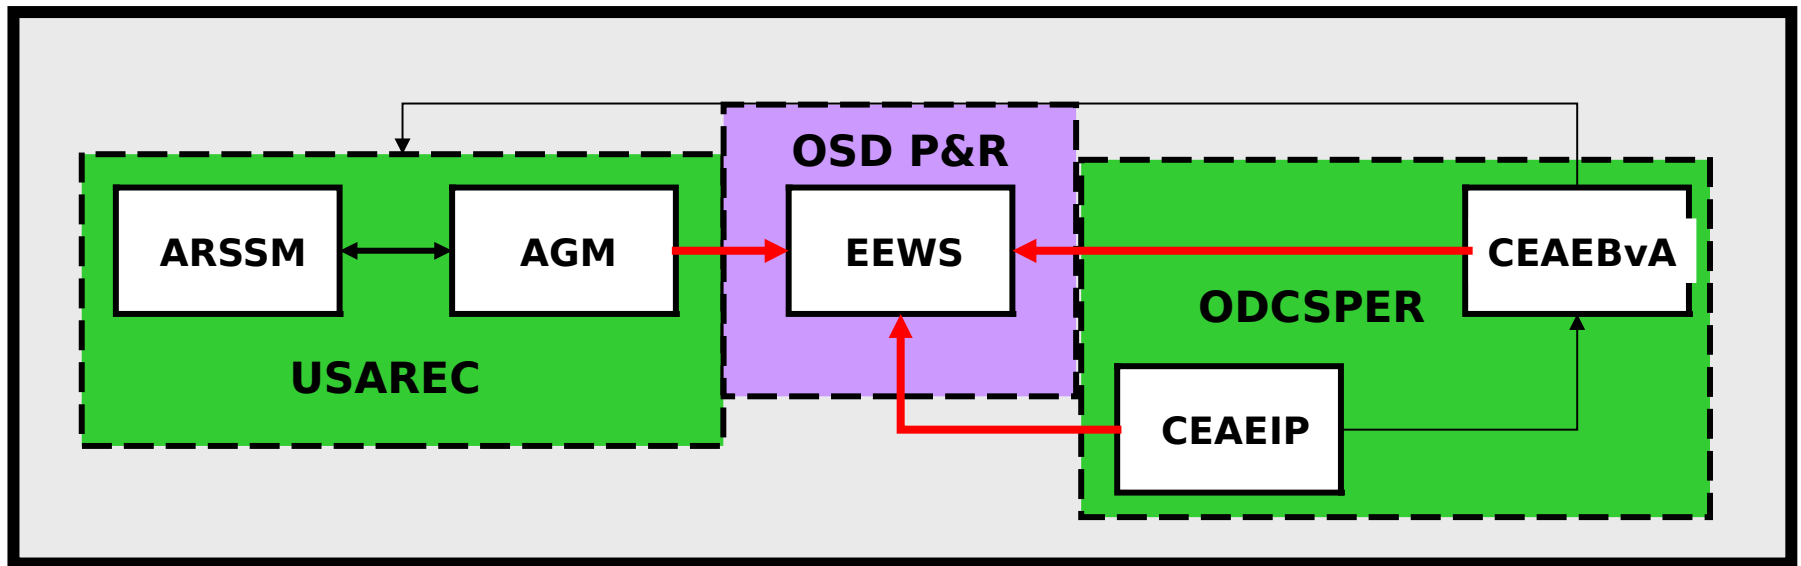 OSD P&R
ARSSM
AGM
EEWS
CEAEBvA
ODCSPER
USAREC
CEAEIP